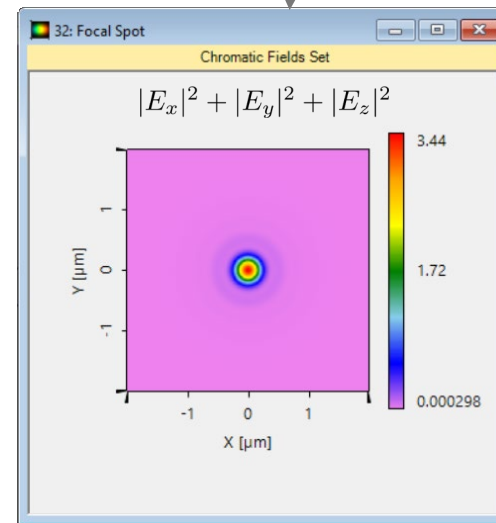 32: Focal Spot
Chromatic Fields Set
|E_x|^2 + |E_y|^2 + |E_z|^2
3.44
1.72
0.000298
Y [µm]
1
0
-1
-1 0 1
X [µm]